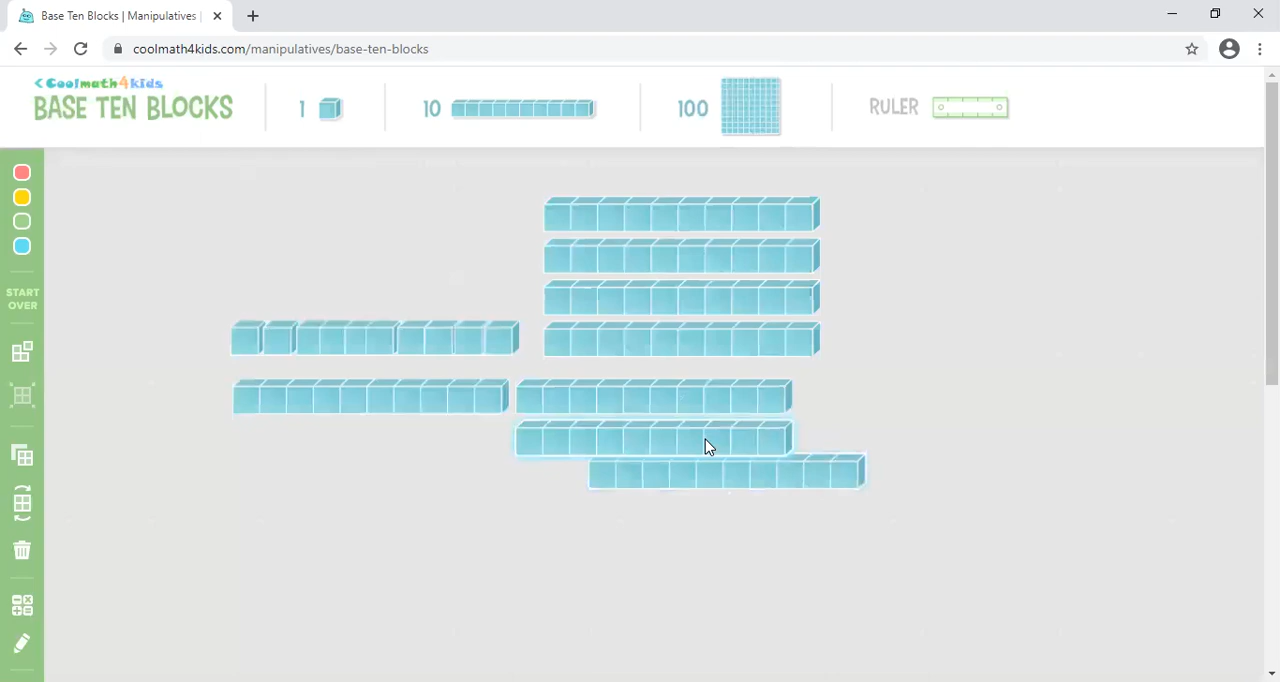 Base Ten Blocks | Manipulatives |
coolmath4kids.com/manipulatives/base-ten-blocks
< Coolmath4kids
BASE TEN BLOCKS
1
10
100
RULER
START
OVER